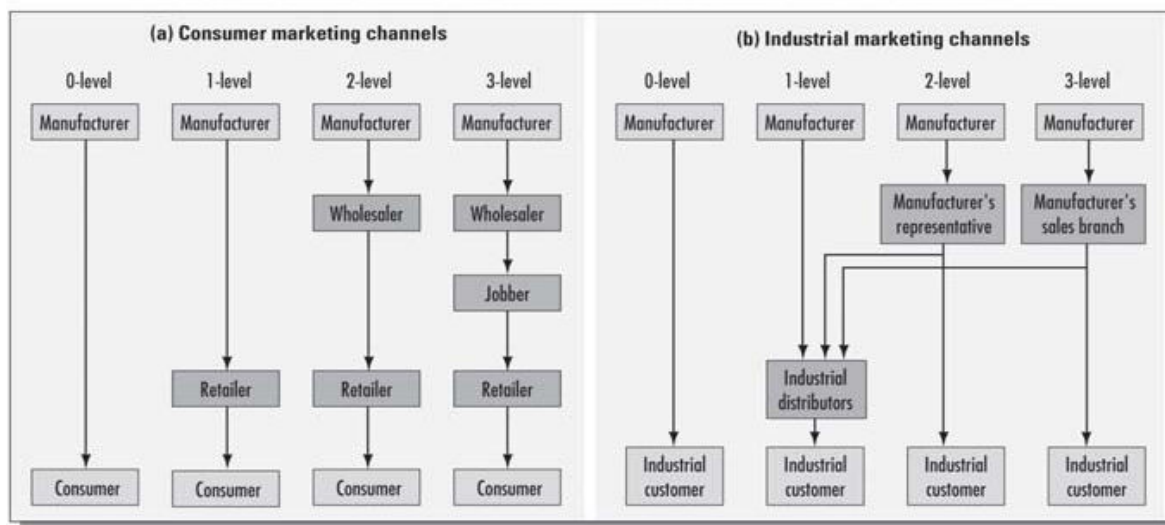 (a) Consumer marketing channels
0-level 1-level 2-level 3-level
Manufacturer Manufacturer Manufacturer Manufacturer
Wholesaler Wholesaler
Jobber
Retailer Retailer Retailer
Consumer Consumer Consumer Consumer
(b) Industrial marketing channels
0-level 1-level 2-level 3-level
Manufacturer Manufacturer Manufacturer Manufacturer
Manufacturer's
representative
Manufacturer's
sales branch
Industrial
distributors
Industrial
customer
Industrial
customer
Industrial
customer
Industrial
customer